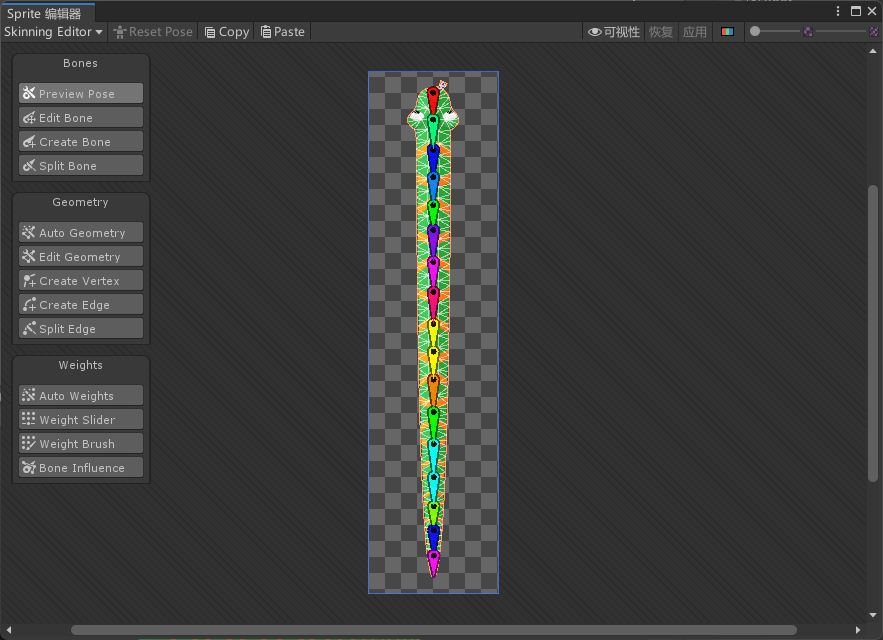 Sprite 编辑器
Skinning Editor
Reset Pose
Copy
Paste
可视性
恢复
应用
Bones
Preview Pose
Edit Bone
Create Bone
Split Bone
Geometry
Auto Geometry
Edit Geometry
Create Vertex
Create Edge
Split Edge
Weights
Auto Weights
Weight Slider
Weight Brush
Bone Influence